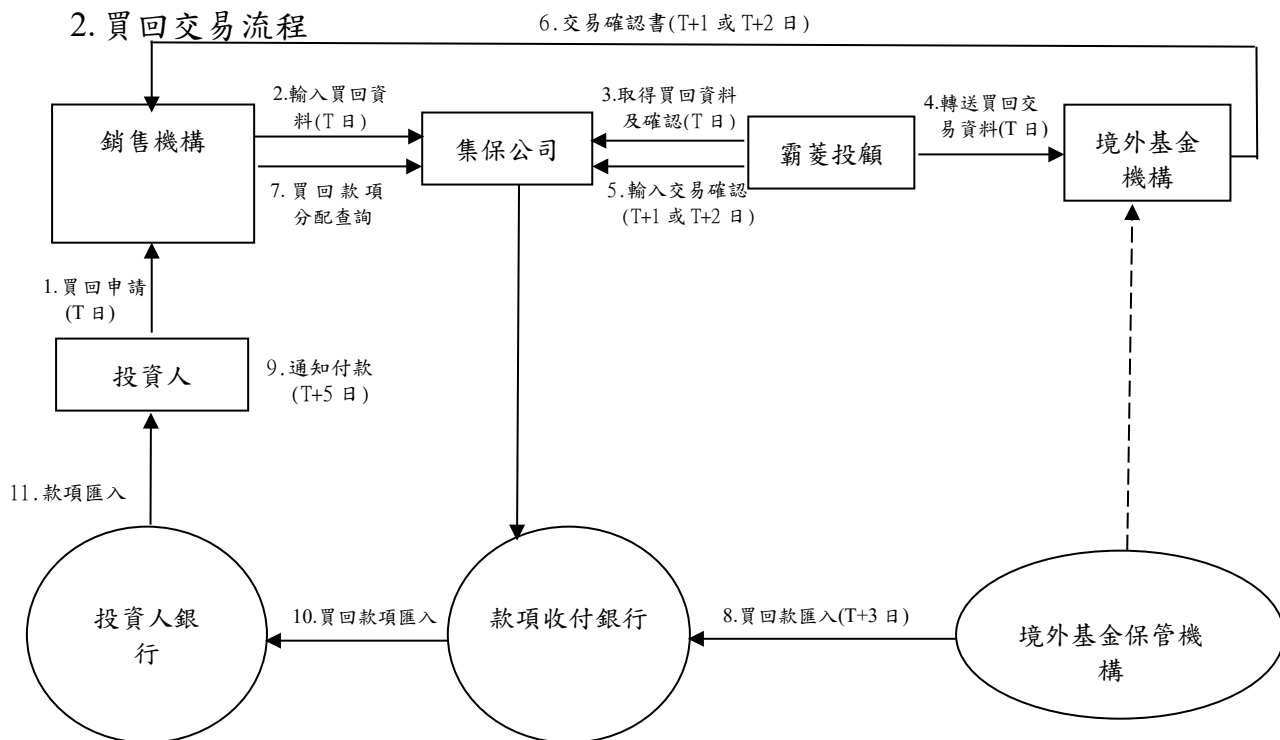 2.買回交易流程
6.交易確認書(T+1 或 T+2 日)
2.輸入買回資
料(T 日)
3.取得買回資料
及確認(T 日)
4.轉送買回交
易資料(T 日)
銷售機構
集保公司
霸菱投顧
境外基金
機構
7.買回款項
分配查詢
5.輸入交易確認
(T+1 或 T+2 日)
1.買回申請
(T 日)
投資人
9.通知付款
(T+5 日)
11.款項匯入
投資人銀
行
10.買回款項匯入
款項收付銀行
8.買回款匯入(T+3 日)
境外基金保管機
構